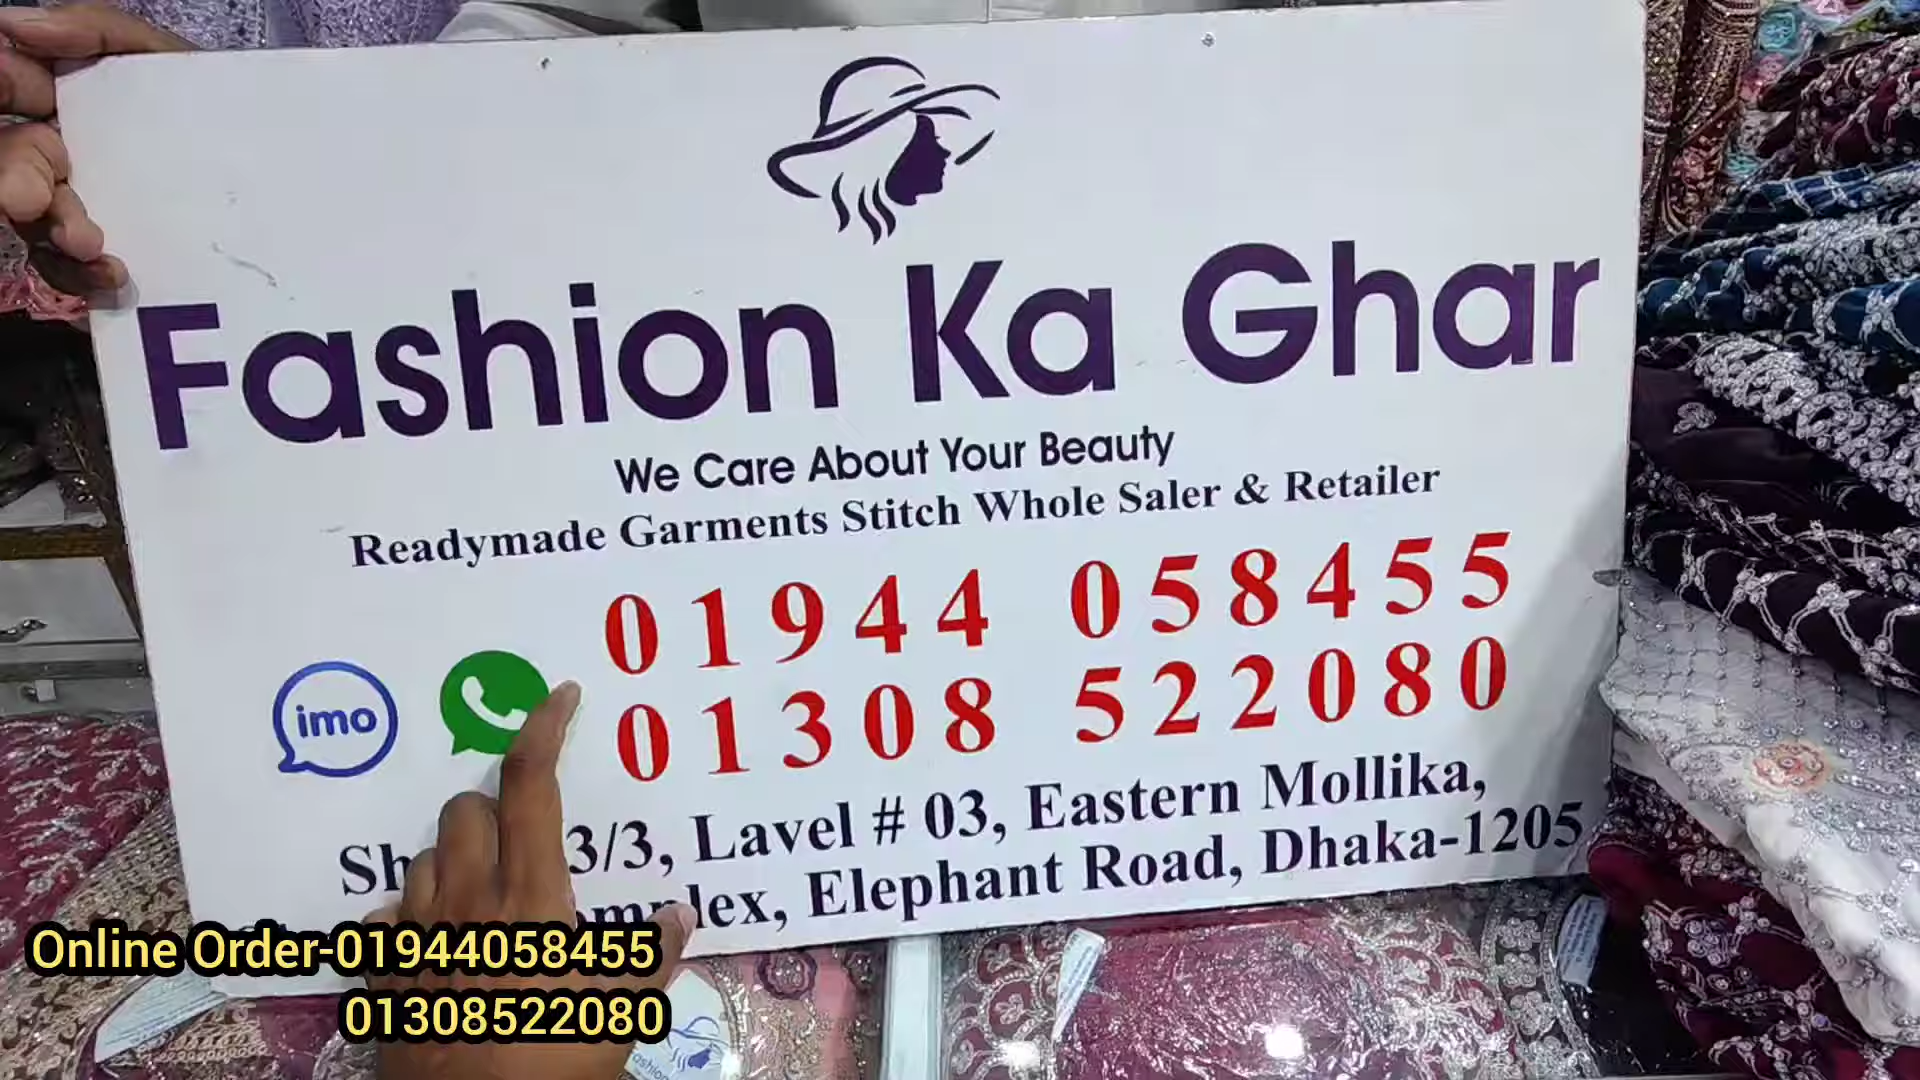 Fashion Ka Ghar
We Care About Your Beauty
Readymade Garments Stitch Whole Saler & Retailer
01944 058455
imo
01308 522080
3/3, Lavel # 03, Eastern Mollika,
Elephant Road, Dhaka-1205
Online Order-01944058455
01308522080